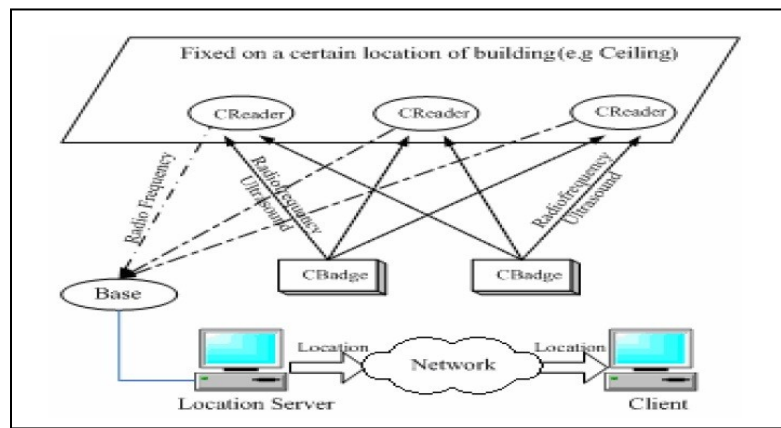 Fixed on a certain location of building(e.g Ceiling)
CReader
CReader
CReader
Radio Frequency
Radiofrequency
Ultrasound
Radiofrequency
Ultrasound
Base
CBadge
CBadge
Location
Network
Location
Location Server
Client